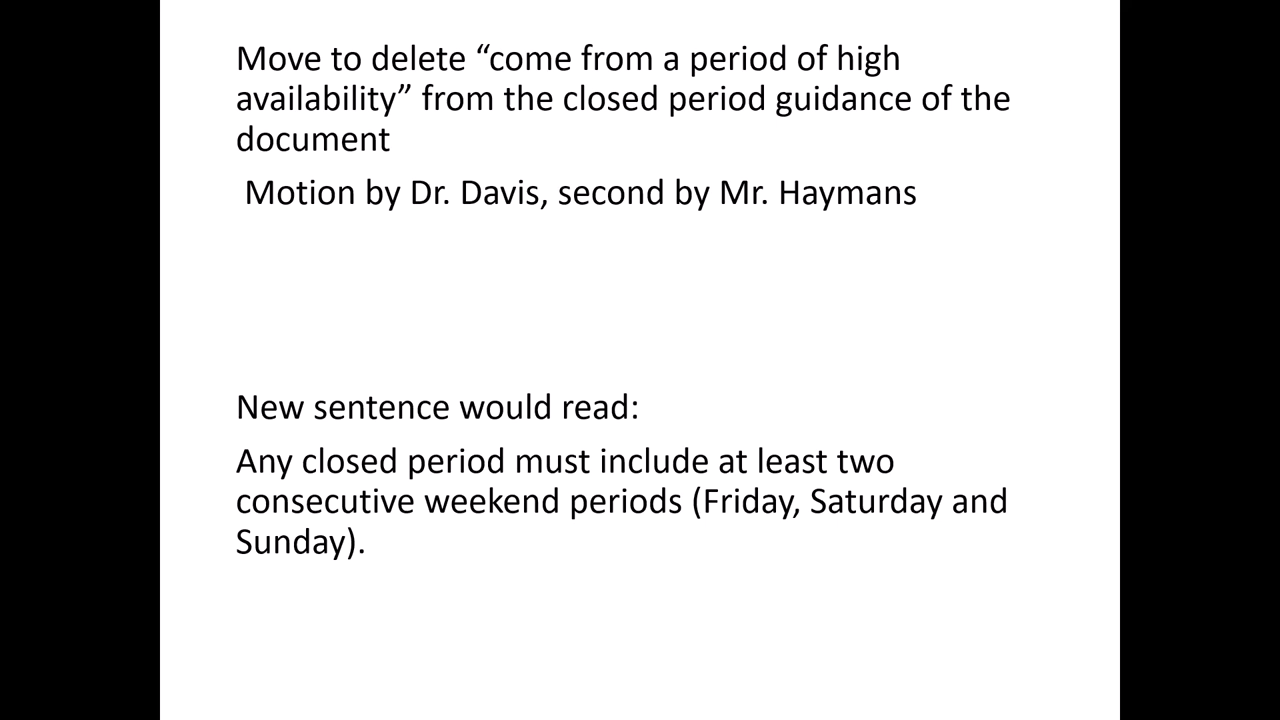 Move to delete “come from a period of high
availability” from the closed period guidance of the
document
Motion by Dr. Davis, second by Mr. Haymans
New sentence would read:
Any closed period must include at least two
consecutive weekend periods (Friday, Saturday and
Sunday).